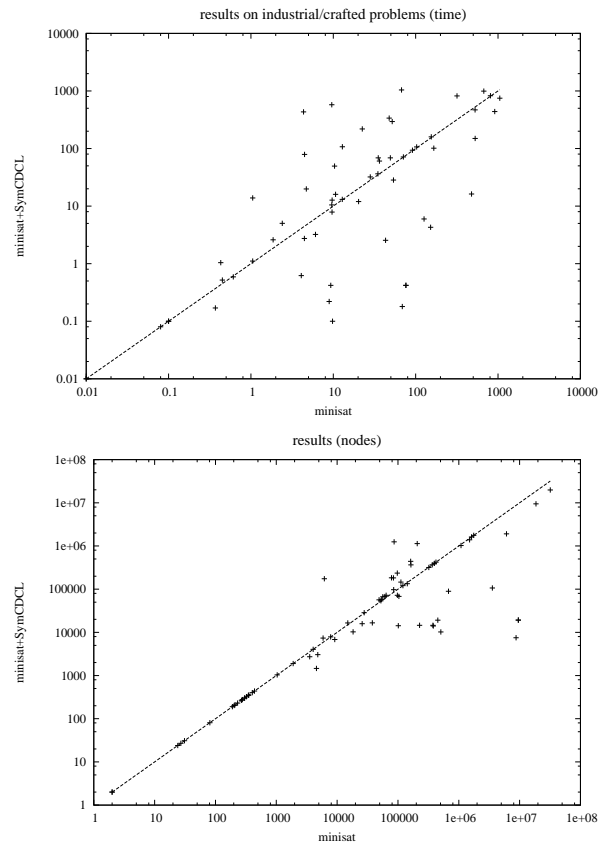 results on industrial/crafted problems (time)
10000
1000
100
10
1
0.1
0.01
minisat+SymCDCL
0.01 0.1 1 10 100 1000 10000
minisat
results (nodes)
1e+08
1e+07
1e+06
100000
10000
1000
100
10
1
minisat+SymCDCL
1 10 100 1000 10000 100000 1e+06 1e+07 1e+08
minisat